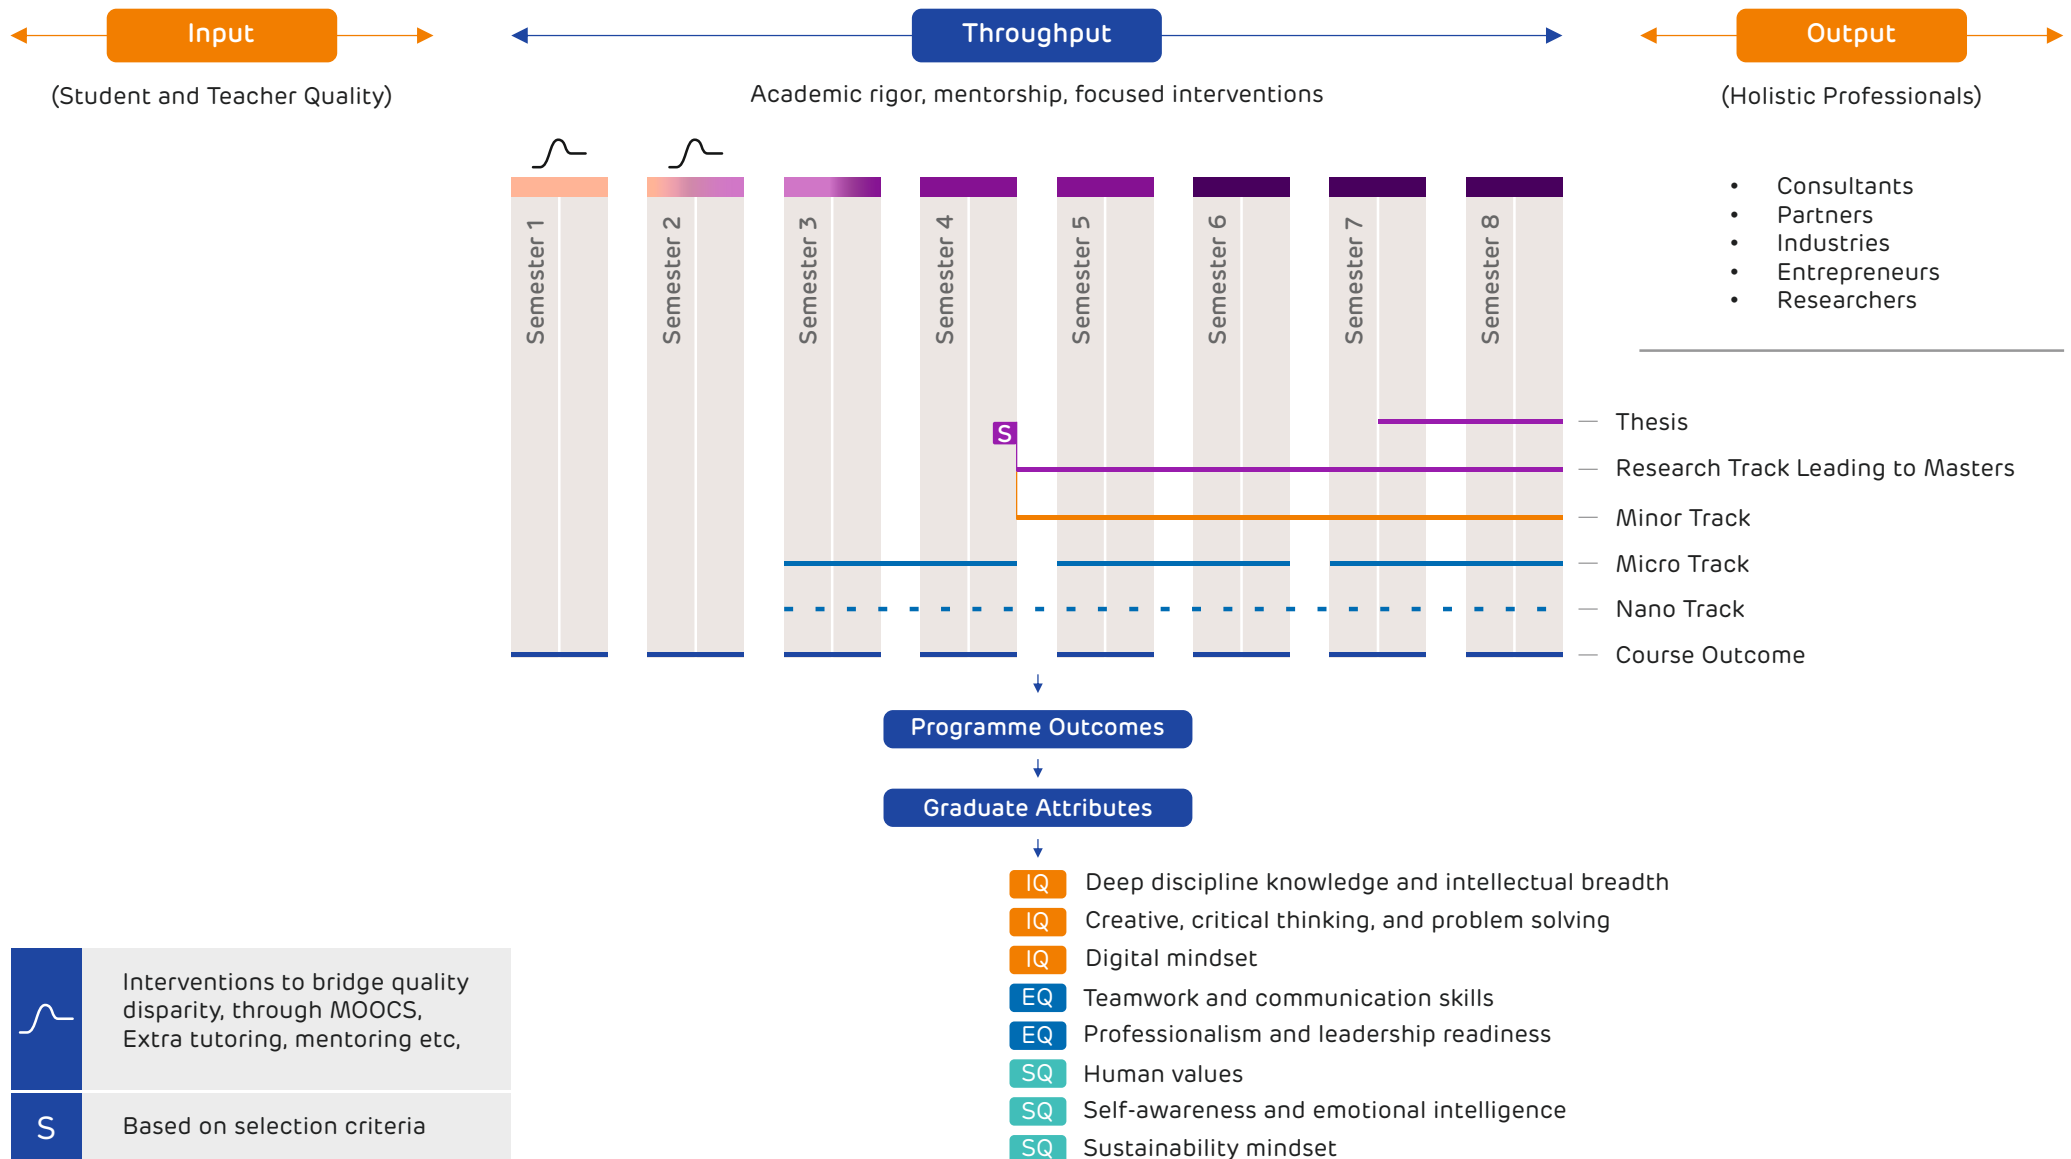 Input
Throughput
Output
(Student and Teacher Quality)
Academic rigor, mentorship, focused interventions
(Holistic Professionals)
Semester 1
Semester 2
Semester 3
Semester 4
Semester 5
Semester 6
Semester 7
Semester 8
• Consultants
• Partners
• Industries
• Entrepreneurs
• Researchers
S
Thesis
Research Track Leading to Masters
Minor Track
Micro Track
Nano Track
Course Outcome
Programme Outcomes
Graduate Attributes
IQ Deep discipline knowledge and intellectual breadth
IQ Creative, critical thinking, and problem solving
IQ Digital mindset
EQ Teamwork and communication skills
EQ Professionalism and leadership readiness
SQ Human values
SQ Self-awareness and emotional intelligence
SQ Sustainability mindset
Interventions to bridge quality
disparity, through MOOCS,
Extra tutoring, mentoring etc,
S Based on selection criteria